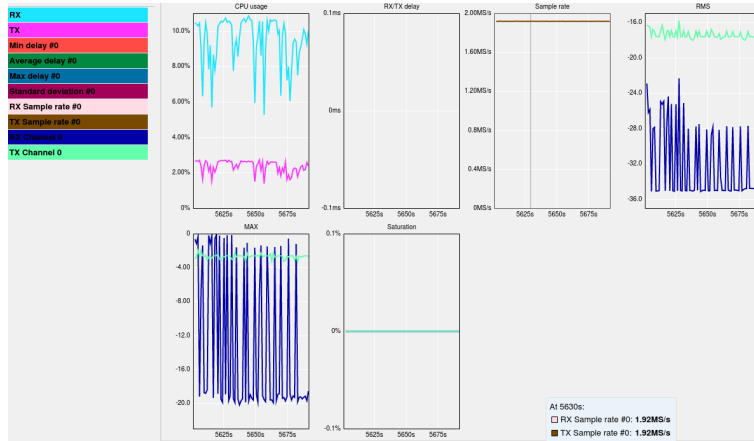 RX
TX
Min delay #0
Average delay #0
Max delay #0
Standard deviation #0
RX Sample rate #0
TX Sample rate #0
RX Channel 0
TX Channel 0
CPU usage
10.0%
8.00%
6.00%
4.00%
2.00%
0%
5625s 5650s 5675s
RX/TX delay
0.1ms
0ms
-0.1ms
5625s 5650s 5675s
Sample rate
2.00MS/s
1.60MS/s
1.2MS/s
0.8MS/s
0.4MS/s
0MS/s
5625s 5650s 5675s
RMS
-16.0
-20.0
-24.0
-28.0
-32.0
-36.0
5625s 5650s 5675s
MAX
0
-4.00
-8.00
-12.0
-16.0
-20.0
5625s 5650s 5675s
Saturation
0.1%
0%
-0.1%
5625s 5650s 5675s
At 5630s:
RX Sample rate #0: 1.92MS/s
TX Sample rate #0: 1.92MS/s